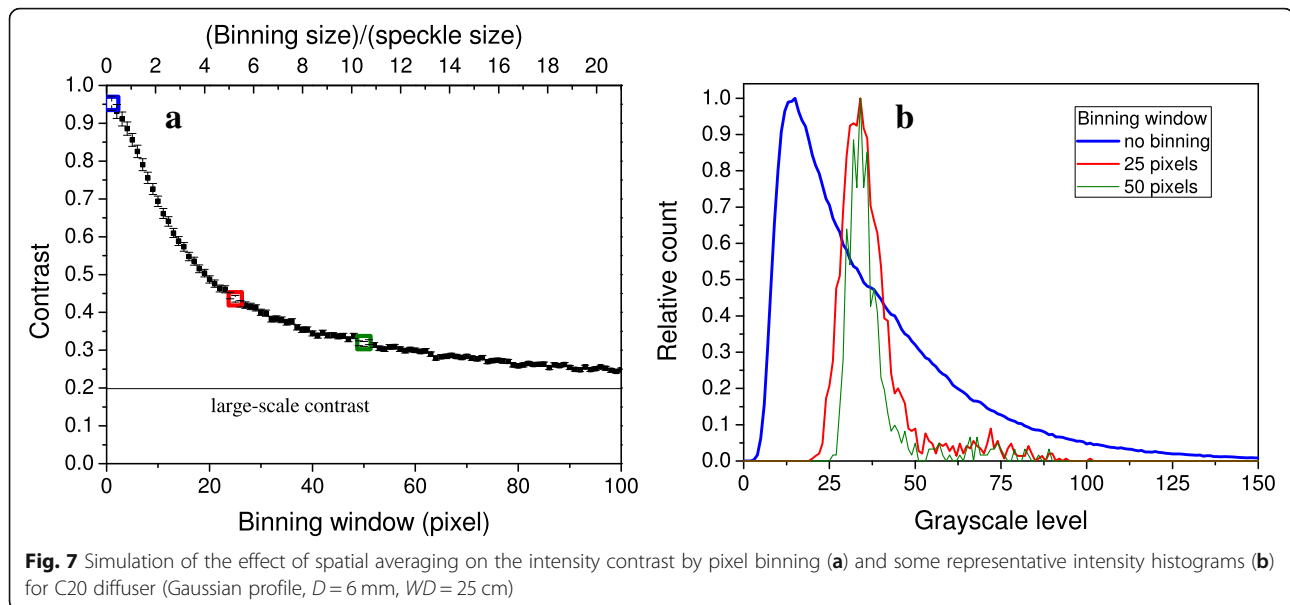 (Binning size)/(speckle size)
0 2 4 6 8 10 12 14 16 18 20
1.0
0.9
0.8
0.7
0.6
0.5
0.4
0.3
0.2
0.1
0.0
Contrast
a
large-scale contrast
0 20 40 60 80 100
Binning window (pixel)
1.0
0.9
0.8
0.7
0.6
0.5
0.4
0.3
0.2
0.1
0.0
Relative count
b
Binning window
no binning
25 pixels
50 pixels
0 25 50 75 100 125 150
Grayscale level
Fig. 7 Simulation of the effect of spatial averaging on the intensity contrast by pixel binning (a) and some representative intensity histograms (b)
for C20 diffuser (Gaussian profile, D = 6 mm, WD = 25 cm)